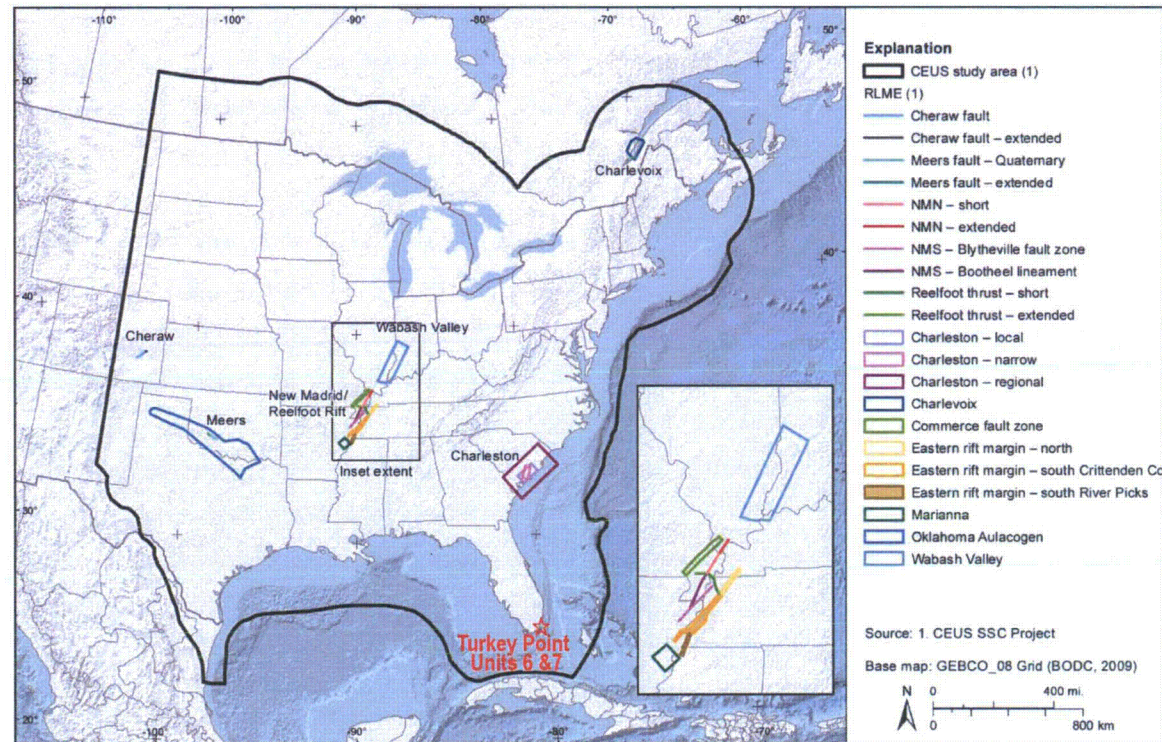 -110° -100° -90° -80° -70° -60°
50°
50°
40°
40°
30°
30°
20°
20°
-100° -90° -80° -70°
Charlevoix
Wabash Valley
Cheraw
New Madrid/
Reelfoot Rift
Meers
Inset extent
Charleston
Turkey Point
Units 6 &7
Explanation
CEUS study area (1)
RLME (1)
Cheraw fault
Cheraw fault – extended
Meers fault – Quaternary
Meers fault – extended
NMN – short
NMN – extended
NMS – Blytheville fault zone
NMS – Bootheel lineament
Reelfoot thrust – short
Reelfoot thrust – extended
Charleston – local
Charleston – narrow
Charleston – regional
Charlevoix
Commerce fault zone
Eastern rift margin – north
Eastern rift margin – south Crittenden Co
Eastern rift margin – south River Picks
Marianna
Oklahoma Aulacogen
Wabash Valley
Source: 1. CEUS SSC Project
Base map: GEBCO_08 Grid (BODC, 2009)
N
0 400 mi.
0 800 km